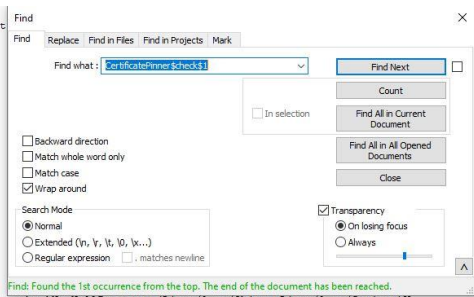 Find
Find Replace Find in Files Find in Projects Mark
Find what : CertificatePinner$check$1
Find Next
Count
In selection
Find All in Current
Document
Find All in All Opened
Documents
Close
Backward direction
Match whole word only
Match case
Wrap around
Search Mode
Normal
Extended (\n, \r, \t, \0, \x...)
Regular expression
. matches newline
Transparency
On losing focus
Always
Find: Found the 1st occurrence from the top. The end of the document has been reached.